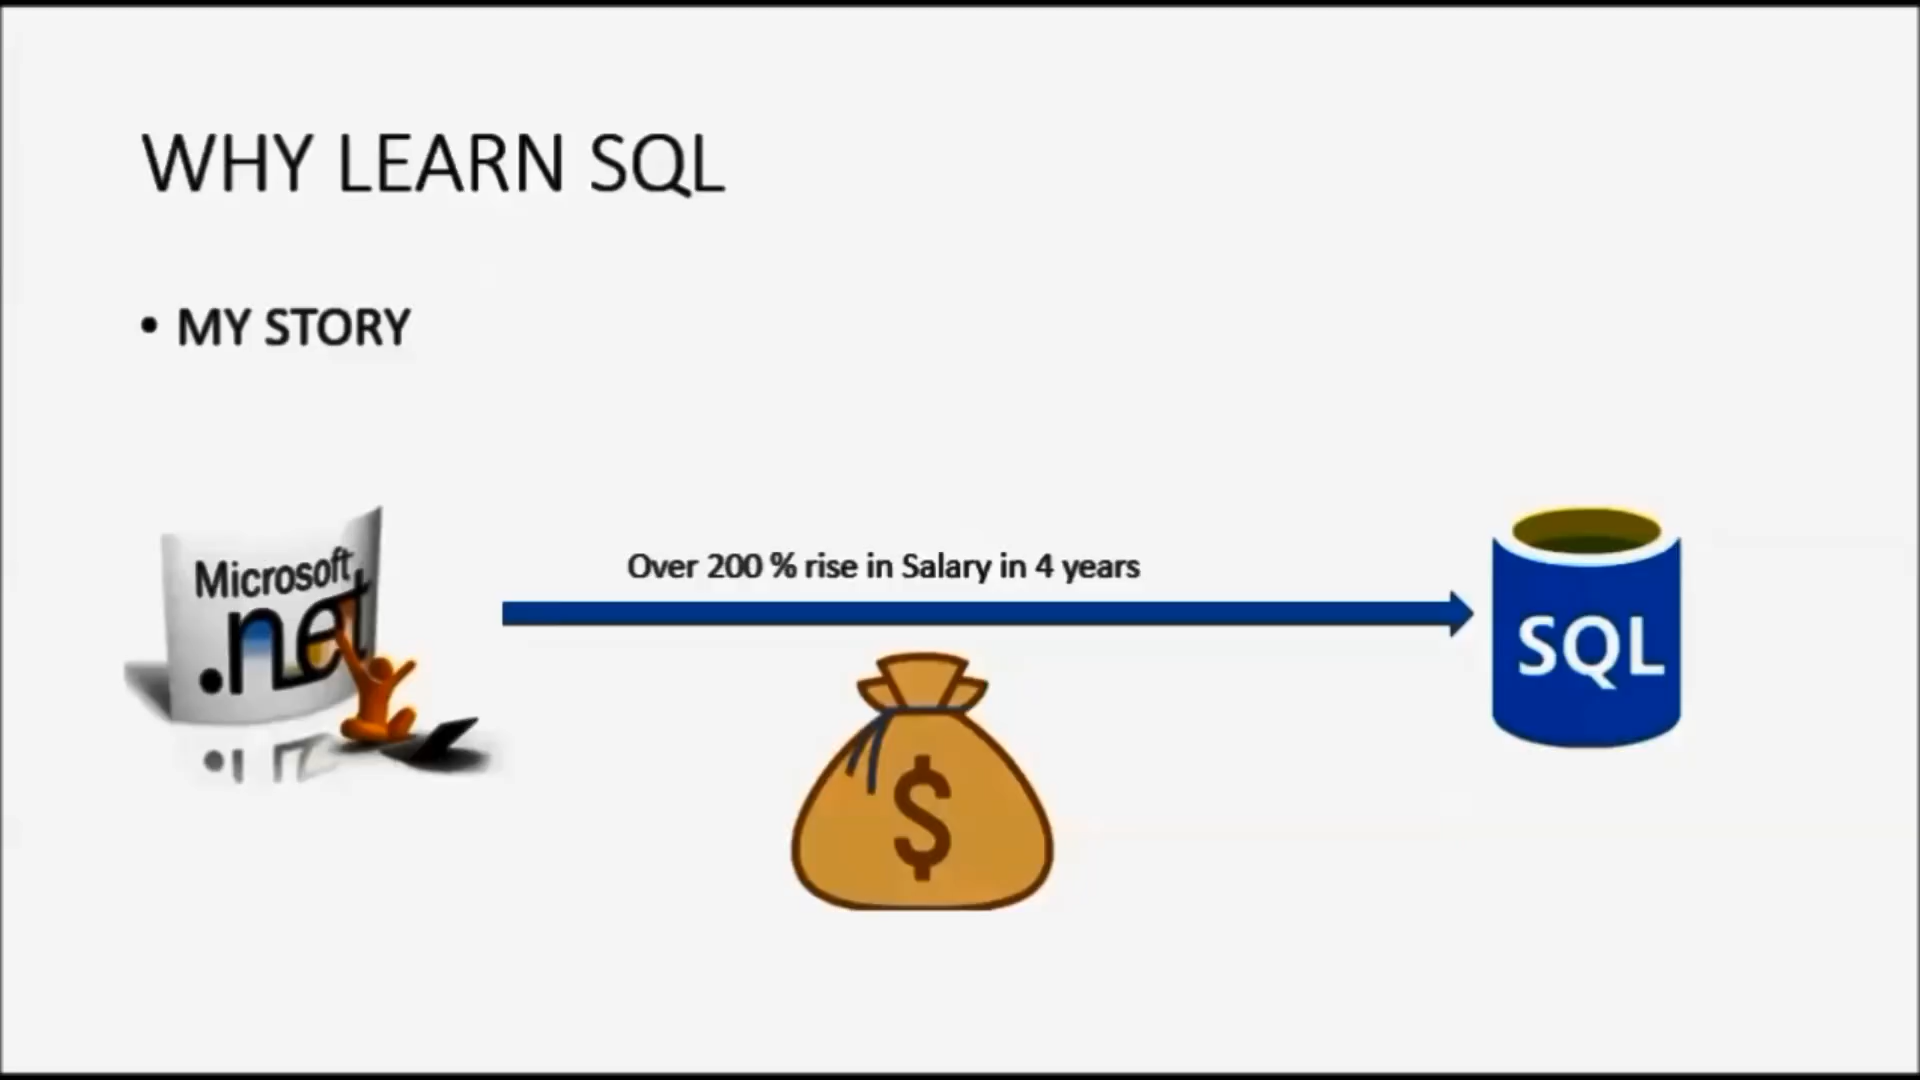 WHY LEARN SQL
• MY STORY
Microsoft
.net
Over 200 % rise in Salary in 4 years
$
SQL